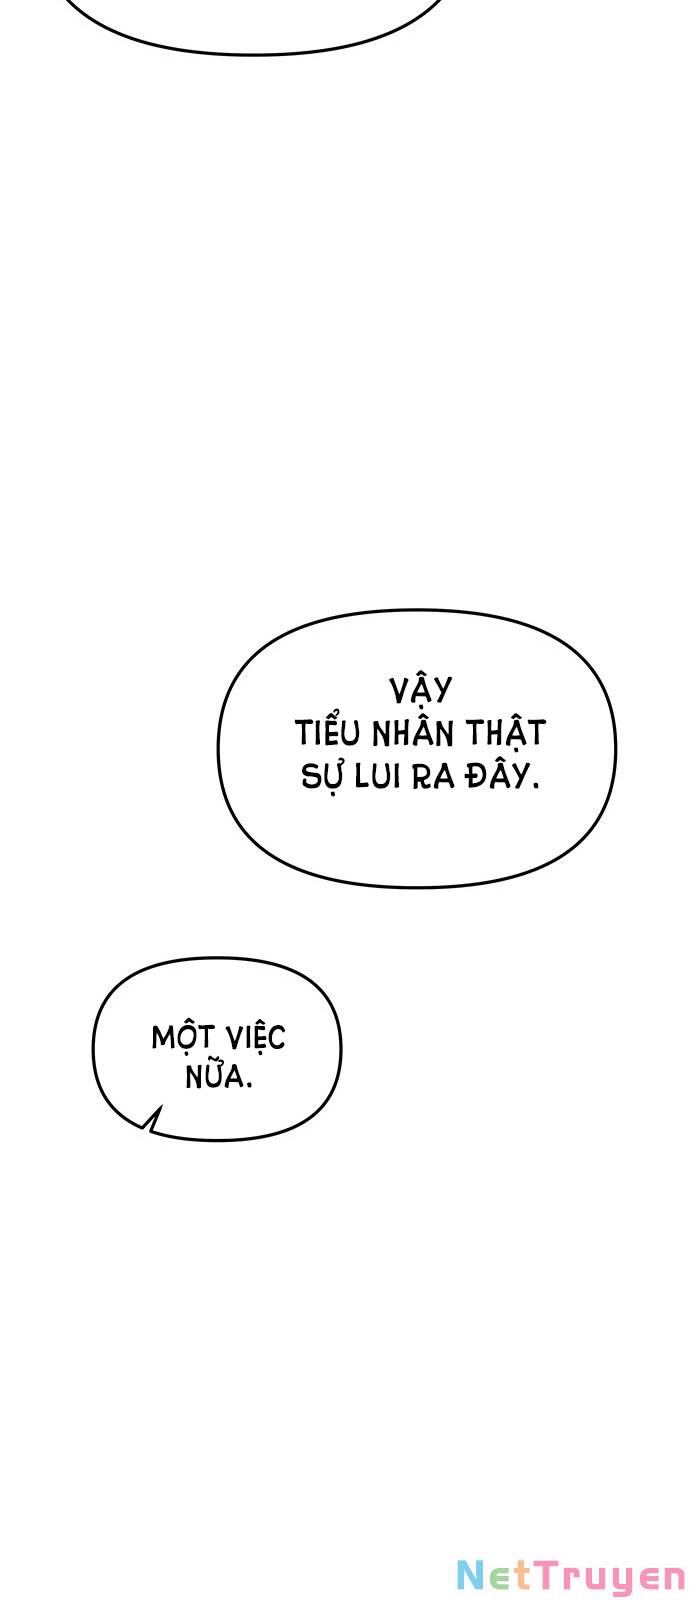 VẬY
TIỂU NHÂN THẬT
SỰ LUI RA ĐÂY.
MỘT VIỆC
NỮA.
NetTruyen